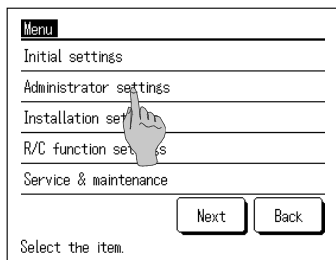 Menu
Initial settings
Administrator settings
Installation
R/C function
Service & maintenance
Next Back
Select the item.